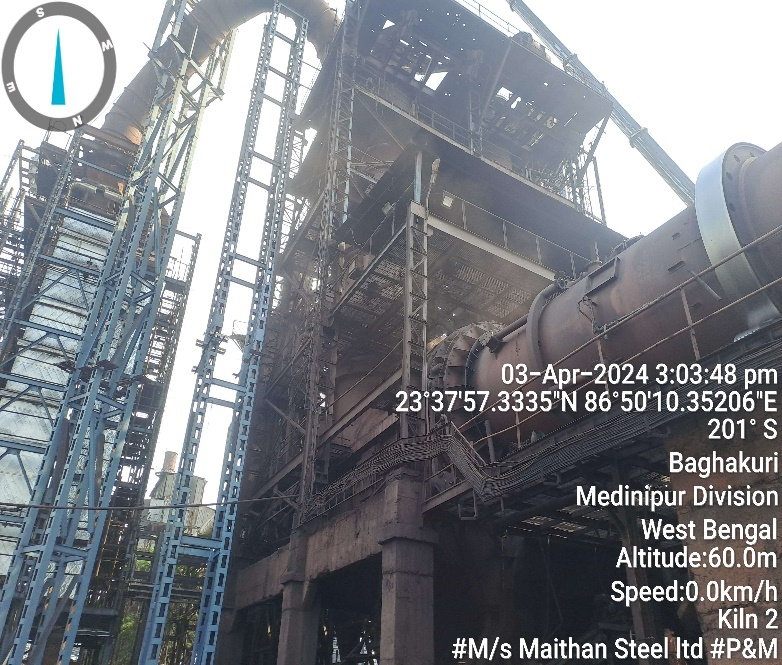 S
W
E
N
03-Apr-2024 3:03:48 pm
23°37'57.3335"N 86°50'10.35206"E
201° S
Baghakuri
Medinipur Division
West Bengal
Altitude:60.0m
Speed:0.0km/h
Kiln 2
#M/s Maithan Steel ltd #P&M